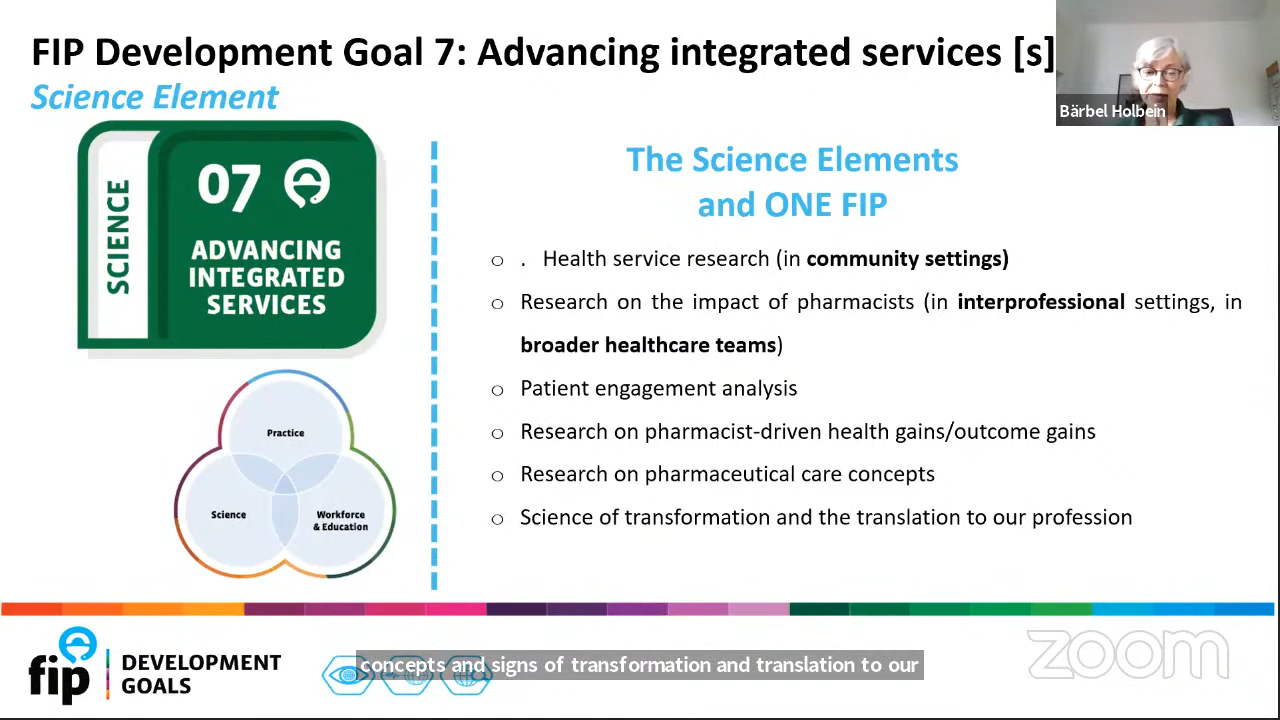 FIP Development Goal 7: Advancing integrated services [s]
Science Element
Bärbel Holbein
SCIENCE
07
ADVANCING
INTEGRATED
SERVICES
Practice
Science
Workforce
& Education
The Science Elements
and ONE FIP
o . Health service research (in community settings)
o Research on the impact of pharmacists (in interprofessional settings, in
broader healthcare teams)
o Patient engagement analysis
o Research on pharmacist-driven health gains/outcome gains
o Research on pharmaceutical care concepts
o Science of transformation and the translation to our profession
fip
DEVELOPMENT
GOALS
concepts and signs of transformation and translation to our
zoom